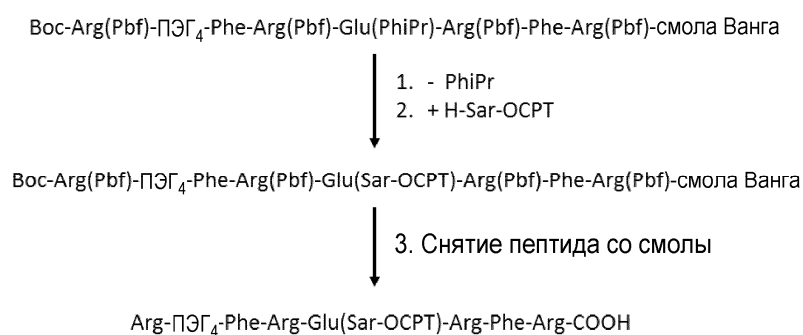 Boc-Arg(Pbf)-ПЭГ4-Phe-Arg(Pbf)-Glu(PhiPr)-Arg(Pbf)-Phe-Arg(Pbf)-смола Ванга
1. - PhiPr
2. + H-Sar-OCPT
Boc-Arg(Pbf)-ПЭГ4-Phe-Arg(Pbf)-Glu(Sar-OCPT)-Arg(Pbf)-Phe-Arg(Pbf)-смола Ванга
3. Снятие пептида со смолы
Arg-ПЭГ4-Phe-Arg-Glu(Sar-OCPT)-Arg-Phe-Arg-COOH